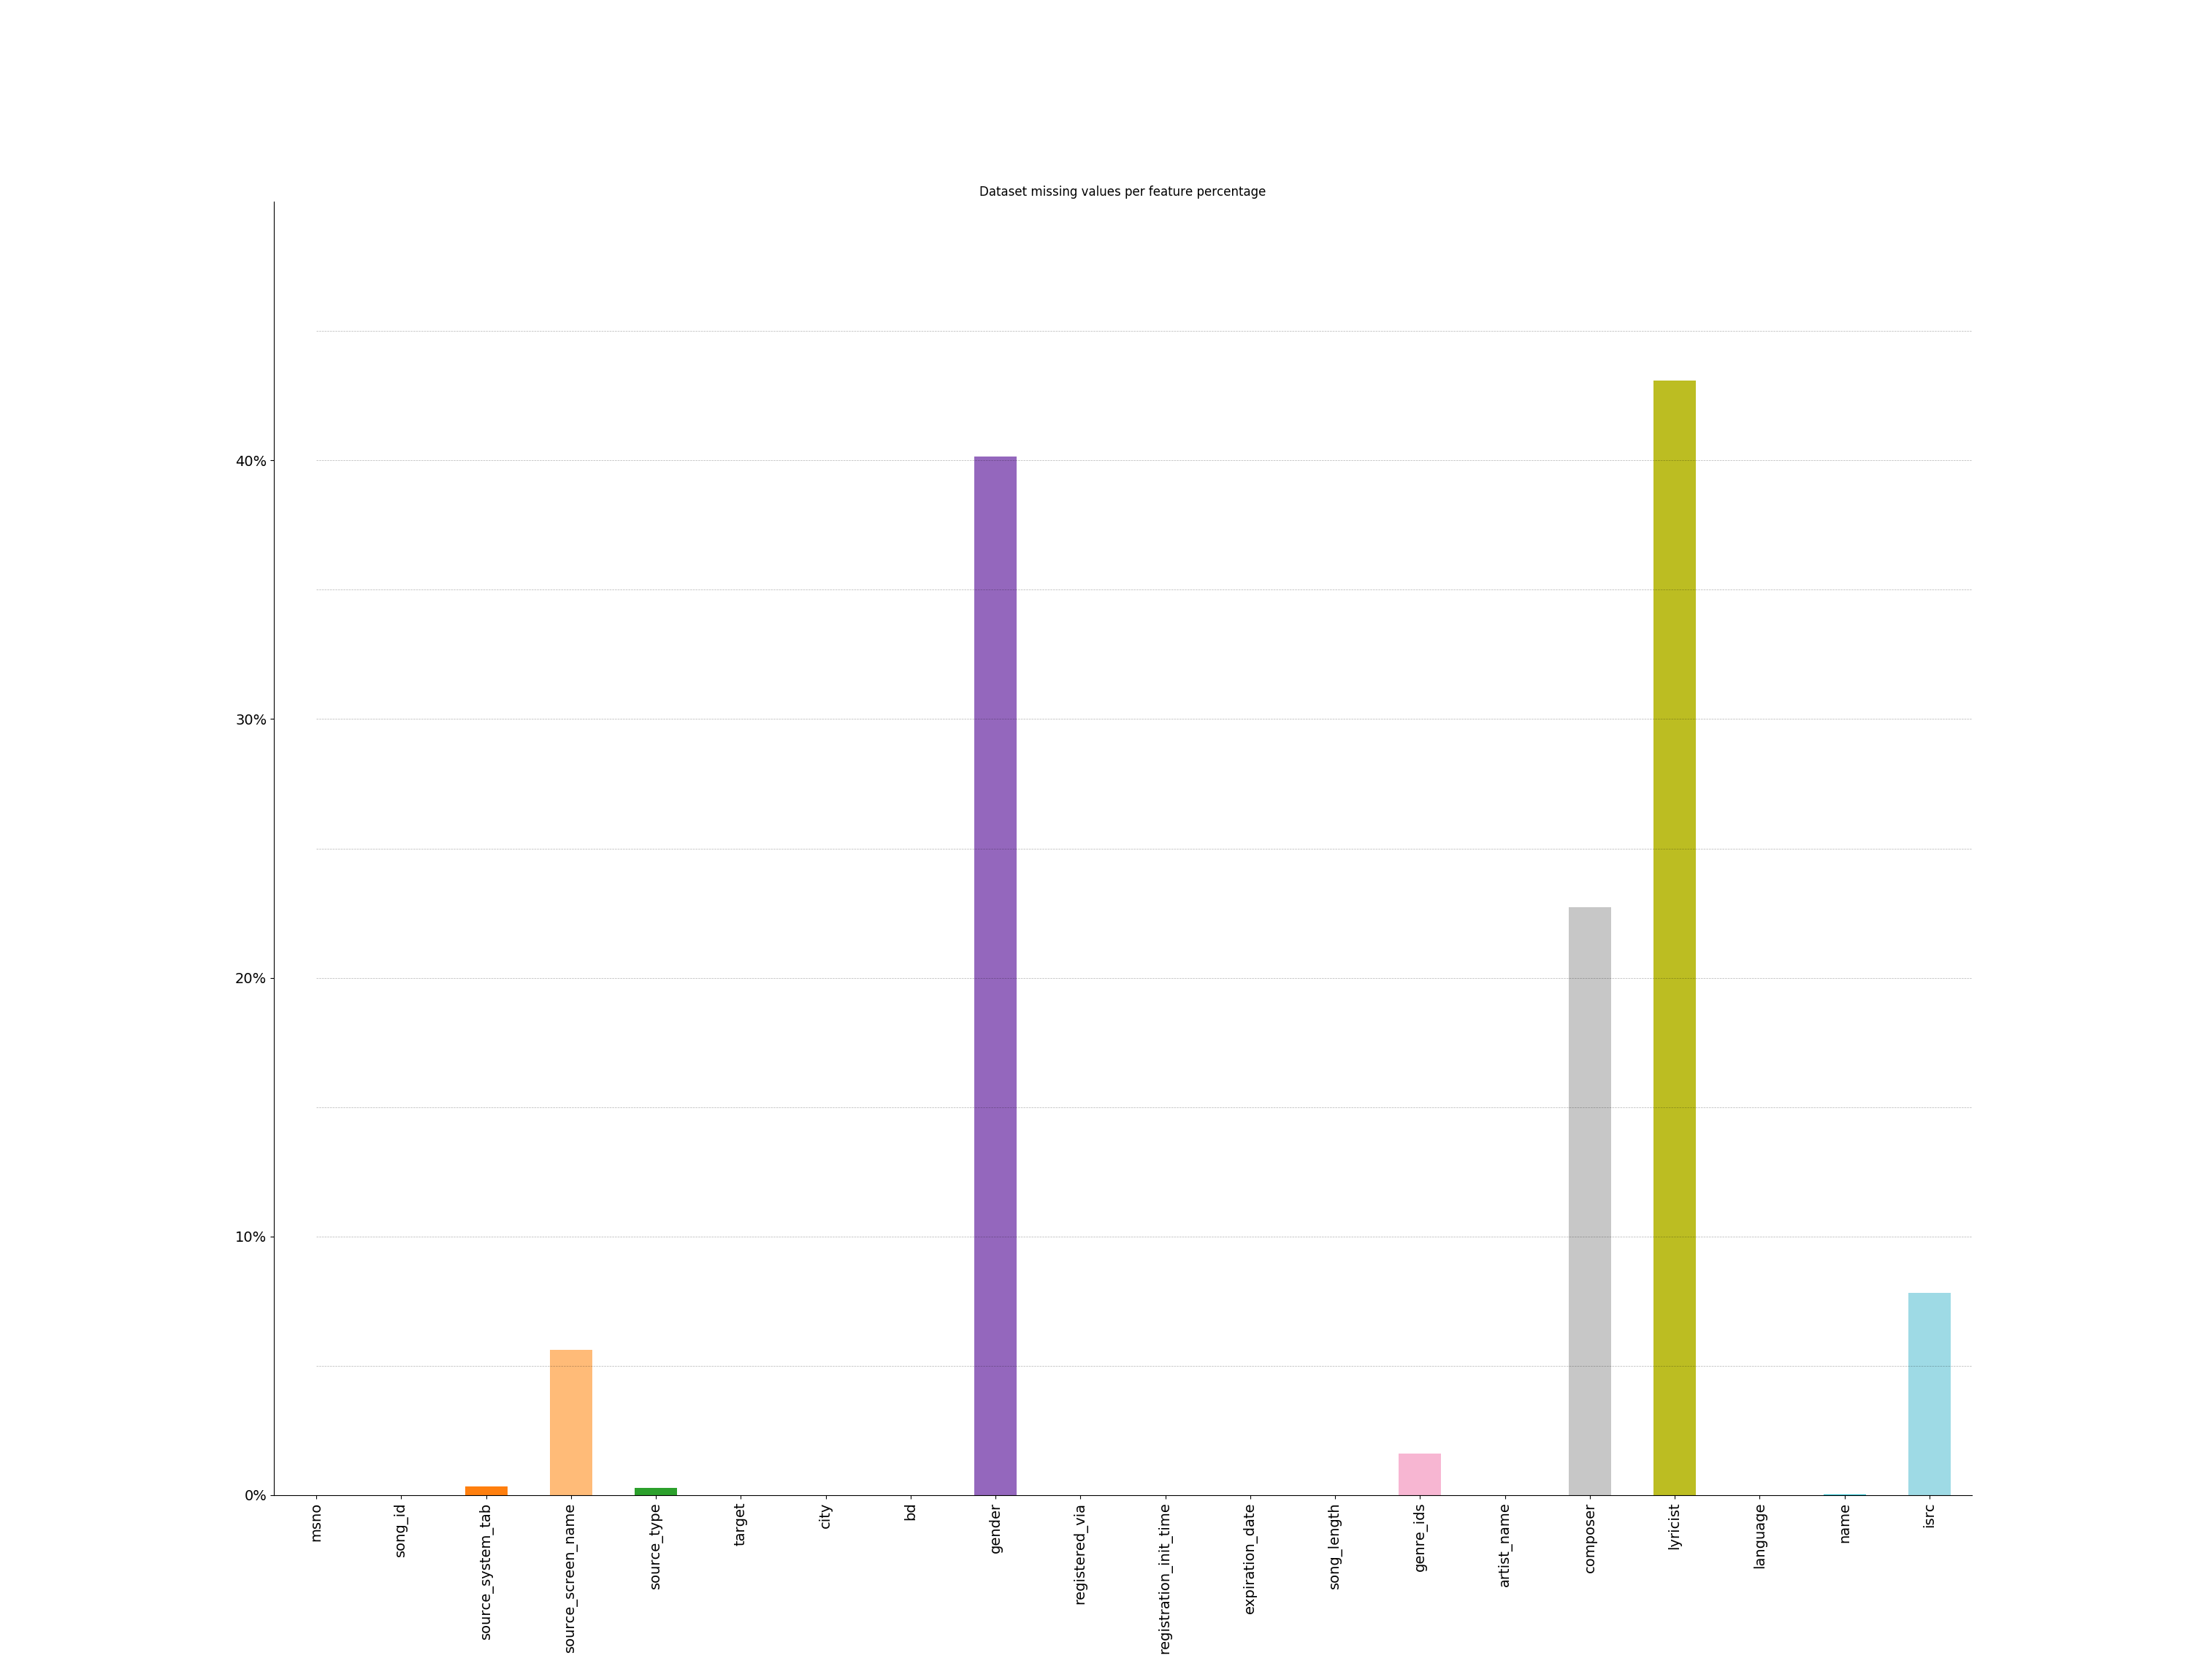 Dataset missing values per feature percentage
40%
30%
20%
10%
0%
msno
song_id
source_system_tab
source_screen_name
source_type
target
city
bd
gender
registered_via
registration_init_time
expiration_date
song_length
genre_ids
artist_name
composer
lyricist
language
name
isrc